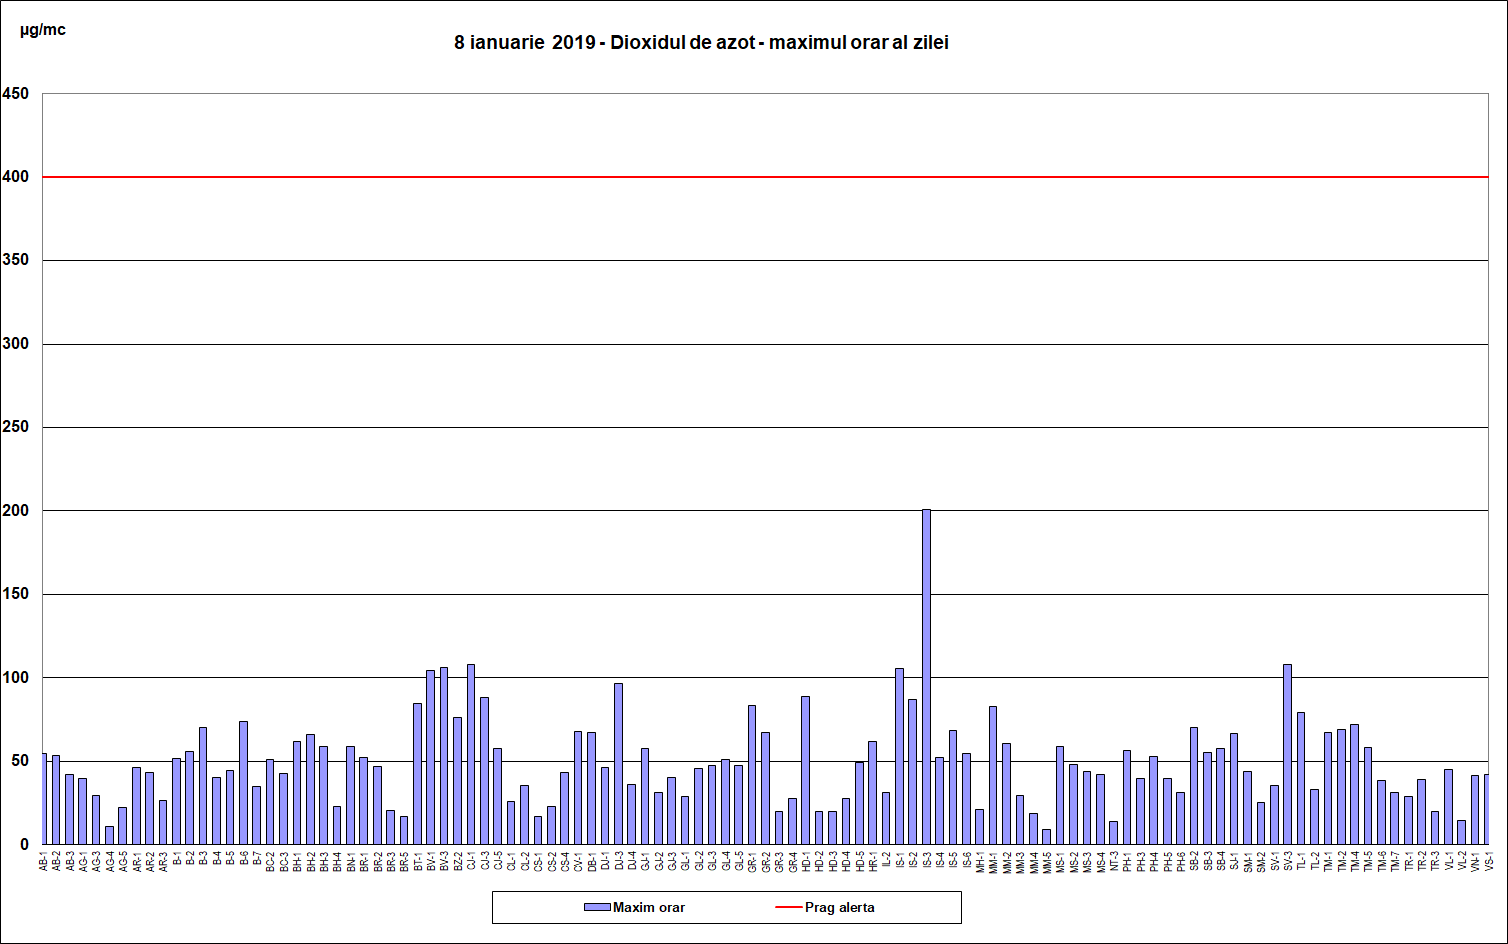 µg/mc
8 ianuarie 2019 - Dioxidul de azot - maximul orar al zilei
450
400
350
300
250
200
150
100
50
0
AB-1 AB-2 AB-3 AG-1 AG-3 AG-4 AG-5 AR-1 AR-2 AR-3 B-1 B-2 B-3 B-4 B-5 B-6 B-7 BC-2 BC-3 BH-1 BH-2 BH-3 BH-4 BN-1 BR-1 BR-2 BR-3 BR-5 BT-1 BV-1 BV-3 BZ-2 CJ-1 CJ-3 CJ-5 CL-1 CL-2 CS-1 CS-2 CS-4 CV-1 DB-1 DJ-1 DJ-3 DJ-4 GJ-1 GJ-2 GJ-3 GL-1 GL-2 GL-3 GL-4 GL-5 GR-1 GR-2 GR-3 GR-4 HD-1 HD-2 HD-3 HD-4 HD-5 HR-1 IL-2 IS-1 IS-2 IS-3 IS-4 IS-5 IS-6 MH-1 MM-1 MM-2 MM-3 MM-4 MM-5 MS-1 MS-2 MS-3 MS-4 NT-3 PH-1 PH-3 PH-4 PH-5 PH-6 SB-2 SB-3 SB-4 SJ-1 SM-1 SM-2 SV-1 SV-3 TL-1 TL-2 TM-1 TM-2 TM-4 TM-5 TM-6 TM-7 TR-1 TR-2 TR-3 VL-1 VL-2 VN-1 VS-1
Maxim orar Prag alerta